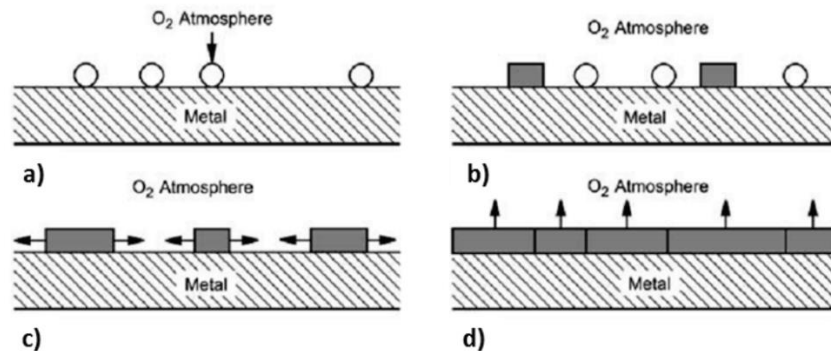 O₂ Atmosphere
Metal
a)
O₂ Atmosphere
Metal
b)
O₂ Atmosphere
Metal
c)
O₂ Atmosphere
Metal
d)